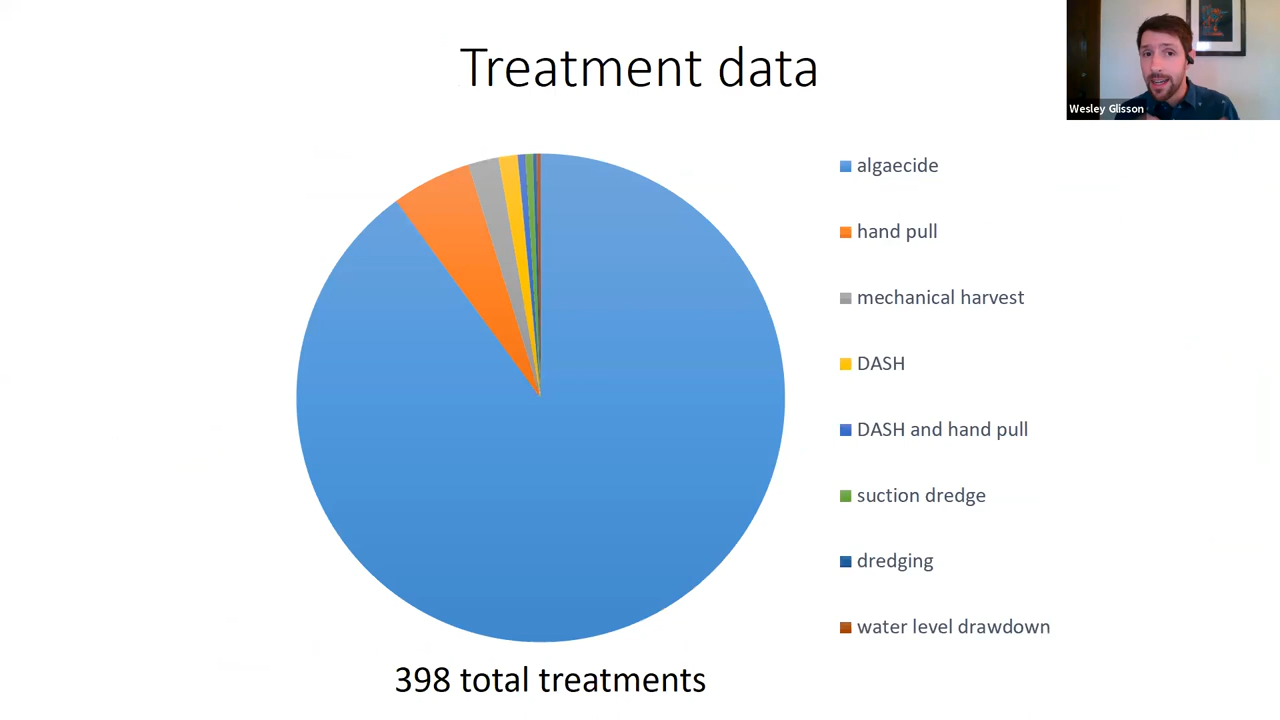 Treatment data
Wesley Glisson
algaecide
hand pull
mechanical harvest
DASH
DASH and hand pull
suction dredge
dredging
water level drawdown
398 total treatments